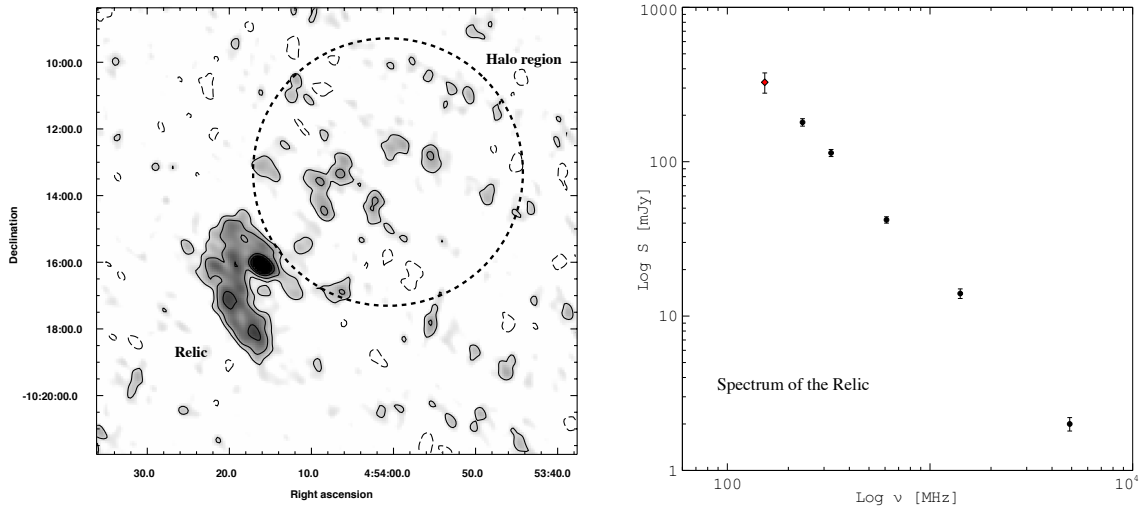 Halo region
10:00.0
12:00.0
14:00.0
16:00.0
18:00.0
-10:20:00.0
Declination
Relic
30.0
20.0
10.0
4:54:00.0
50.0
53:40.0
Right ascension
1000
100
10
1
Log S [mJy]
Spectrum of the Relic
100
1000
10⁴
Log ν [MHz]